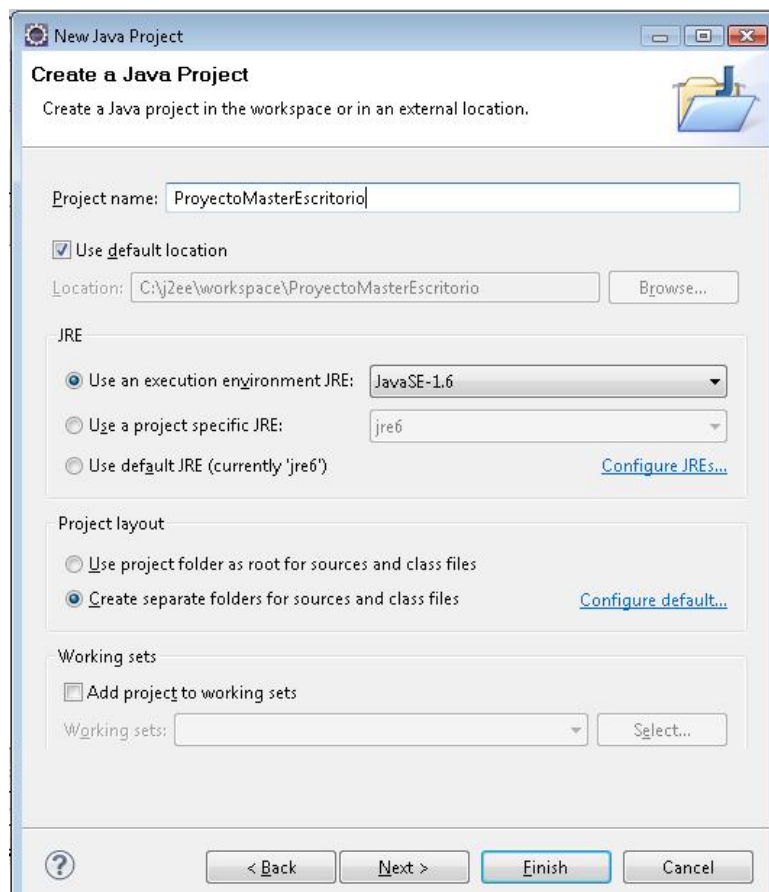 New Java Project
Create a Java Project
Create a Java project in the workspace or in an external location.
Project name: ProyectoMasterEscritorio
Use default location
Location: C:\j2ee\workspace\ProyectoMasterEscritorio Browse...
JRE
Use an execution environment JRE: JavaSE-1.6
Use a project specific JRE: jre6
Use default JRE (currently 'jre6') Configure JREs...
Project layout
Use project folder as root for sources and class files
Create separate folders for sources and class files Configure default...
Working sets
Add project to working sets
Working sets: Select...
? < Back Next > Finish Cancel